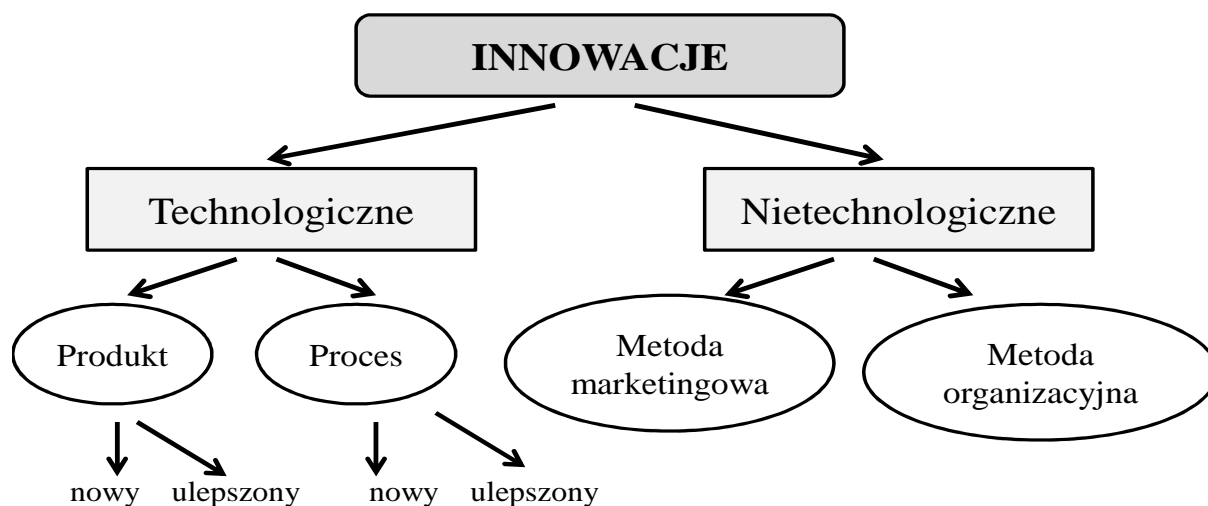 INNOWACJE
Technologiczne
Nietechnologiczne
Produkt
Proces
Metoda
marketingowa
Metoda
organizacyjna
nowy
ulepszony
nowy
ulepszony